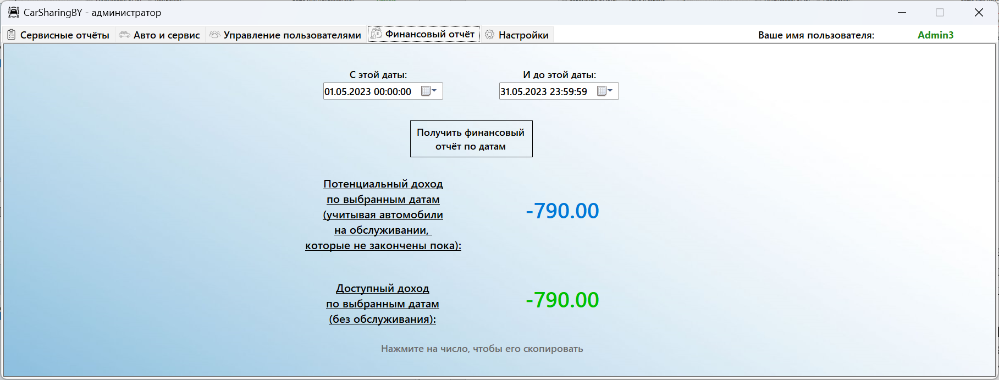 CarSharingBY - администратор
Сервисные отчёты
Авто и сервис
Управление пользователями
Финансовый отчёт
Настройки
Ваше имя пользователя:
Admin3
С этой даты:
И до этой даты:
01.05.2023 00:00:00
31.05.2023 23:59:59
Получить финансовый
отчёт по датам
Потенциальный доход
по выбранным датам
(учитывая автомобили
на обслуживании,
которые не закончены пока):
-790.00
Доступный доход
по выбранным датам
(без обслуживания):
-790.00
Нажмите на число, чтобы его скопировать